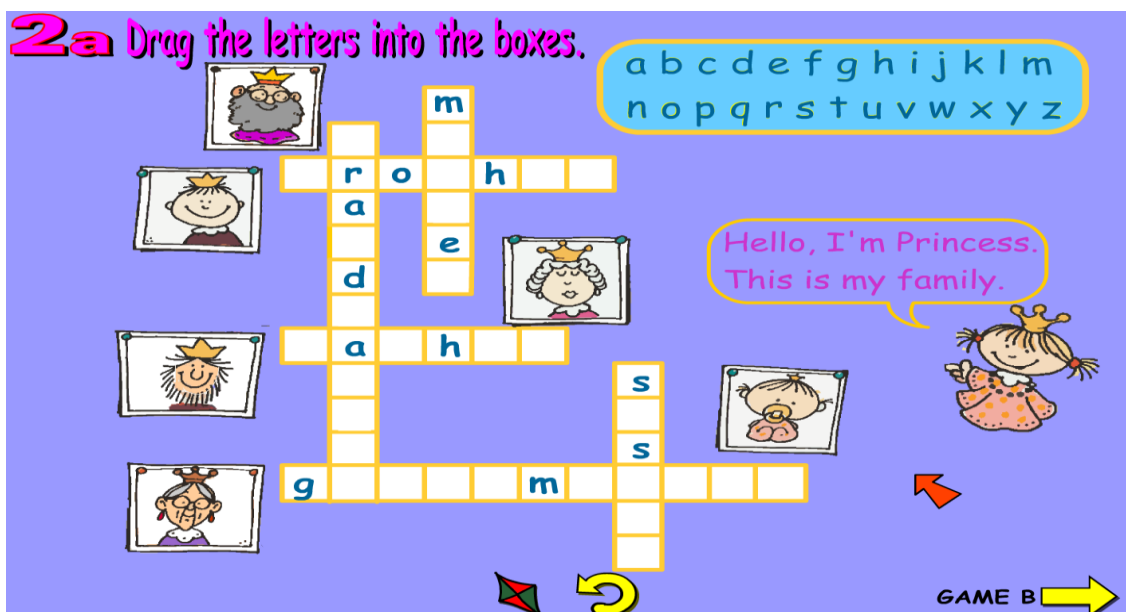 2a Drag the letters into the boxes.
a b c d e f g h i j k l m
n o p q r s t u v w x y z
m
r o h
a
e
d
a h
s
s
g m
Hello, I'm Princess.
This is my family.
GAME B